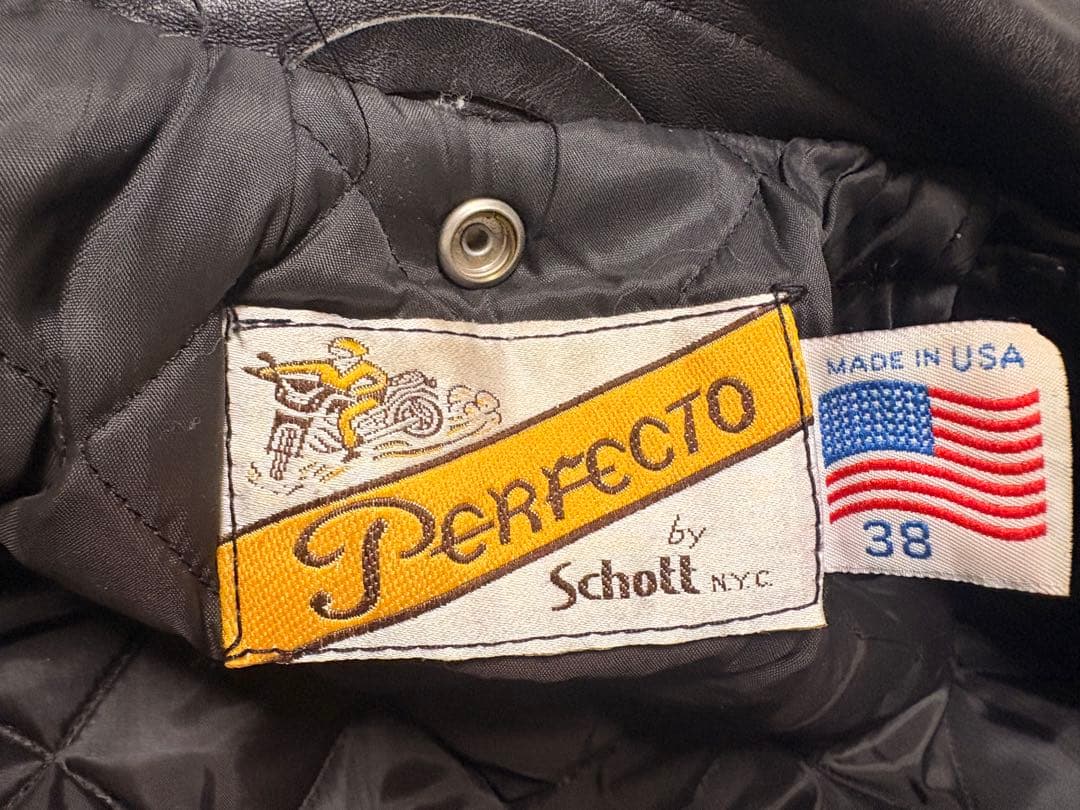 PERFECTO
by
Schott N.Y.C.
MADE IN USA
38